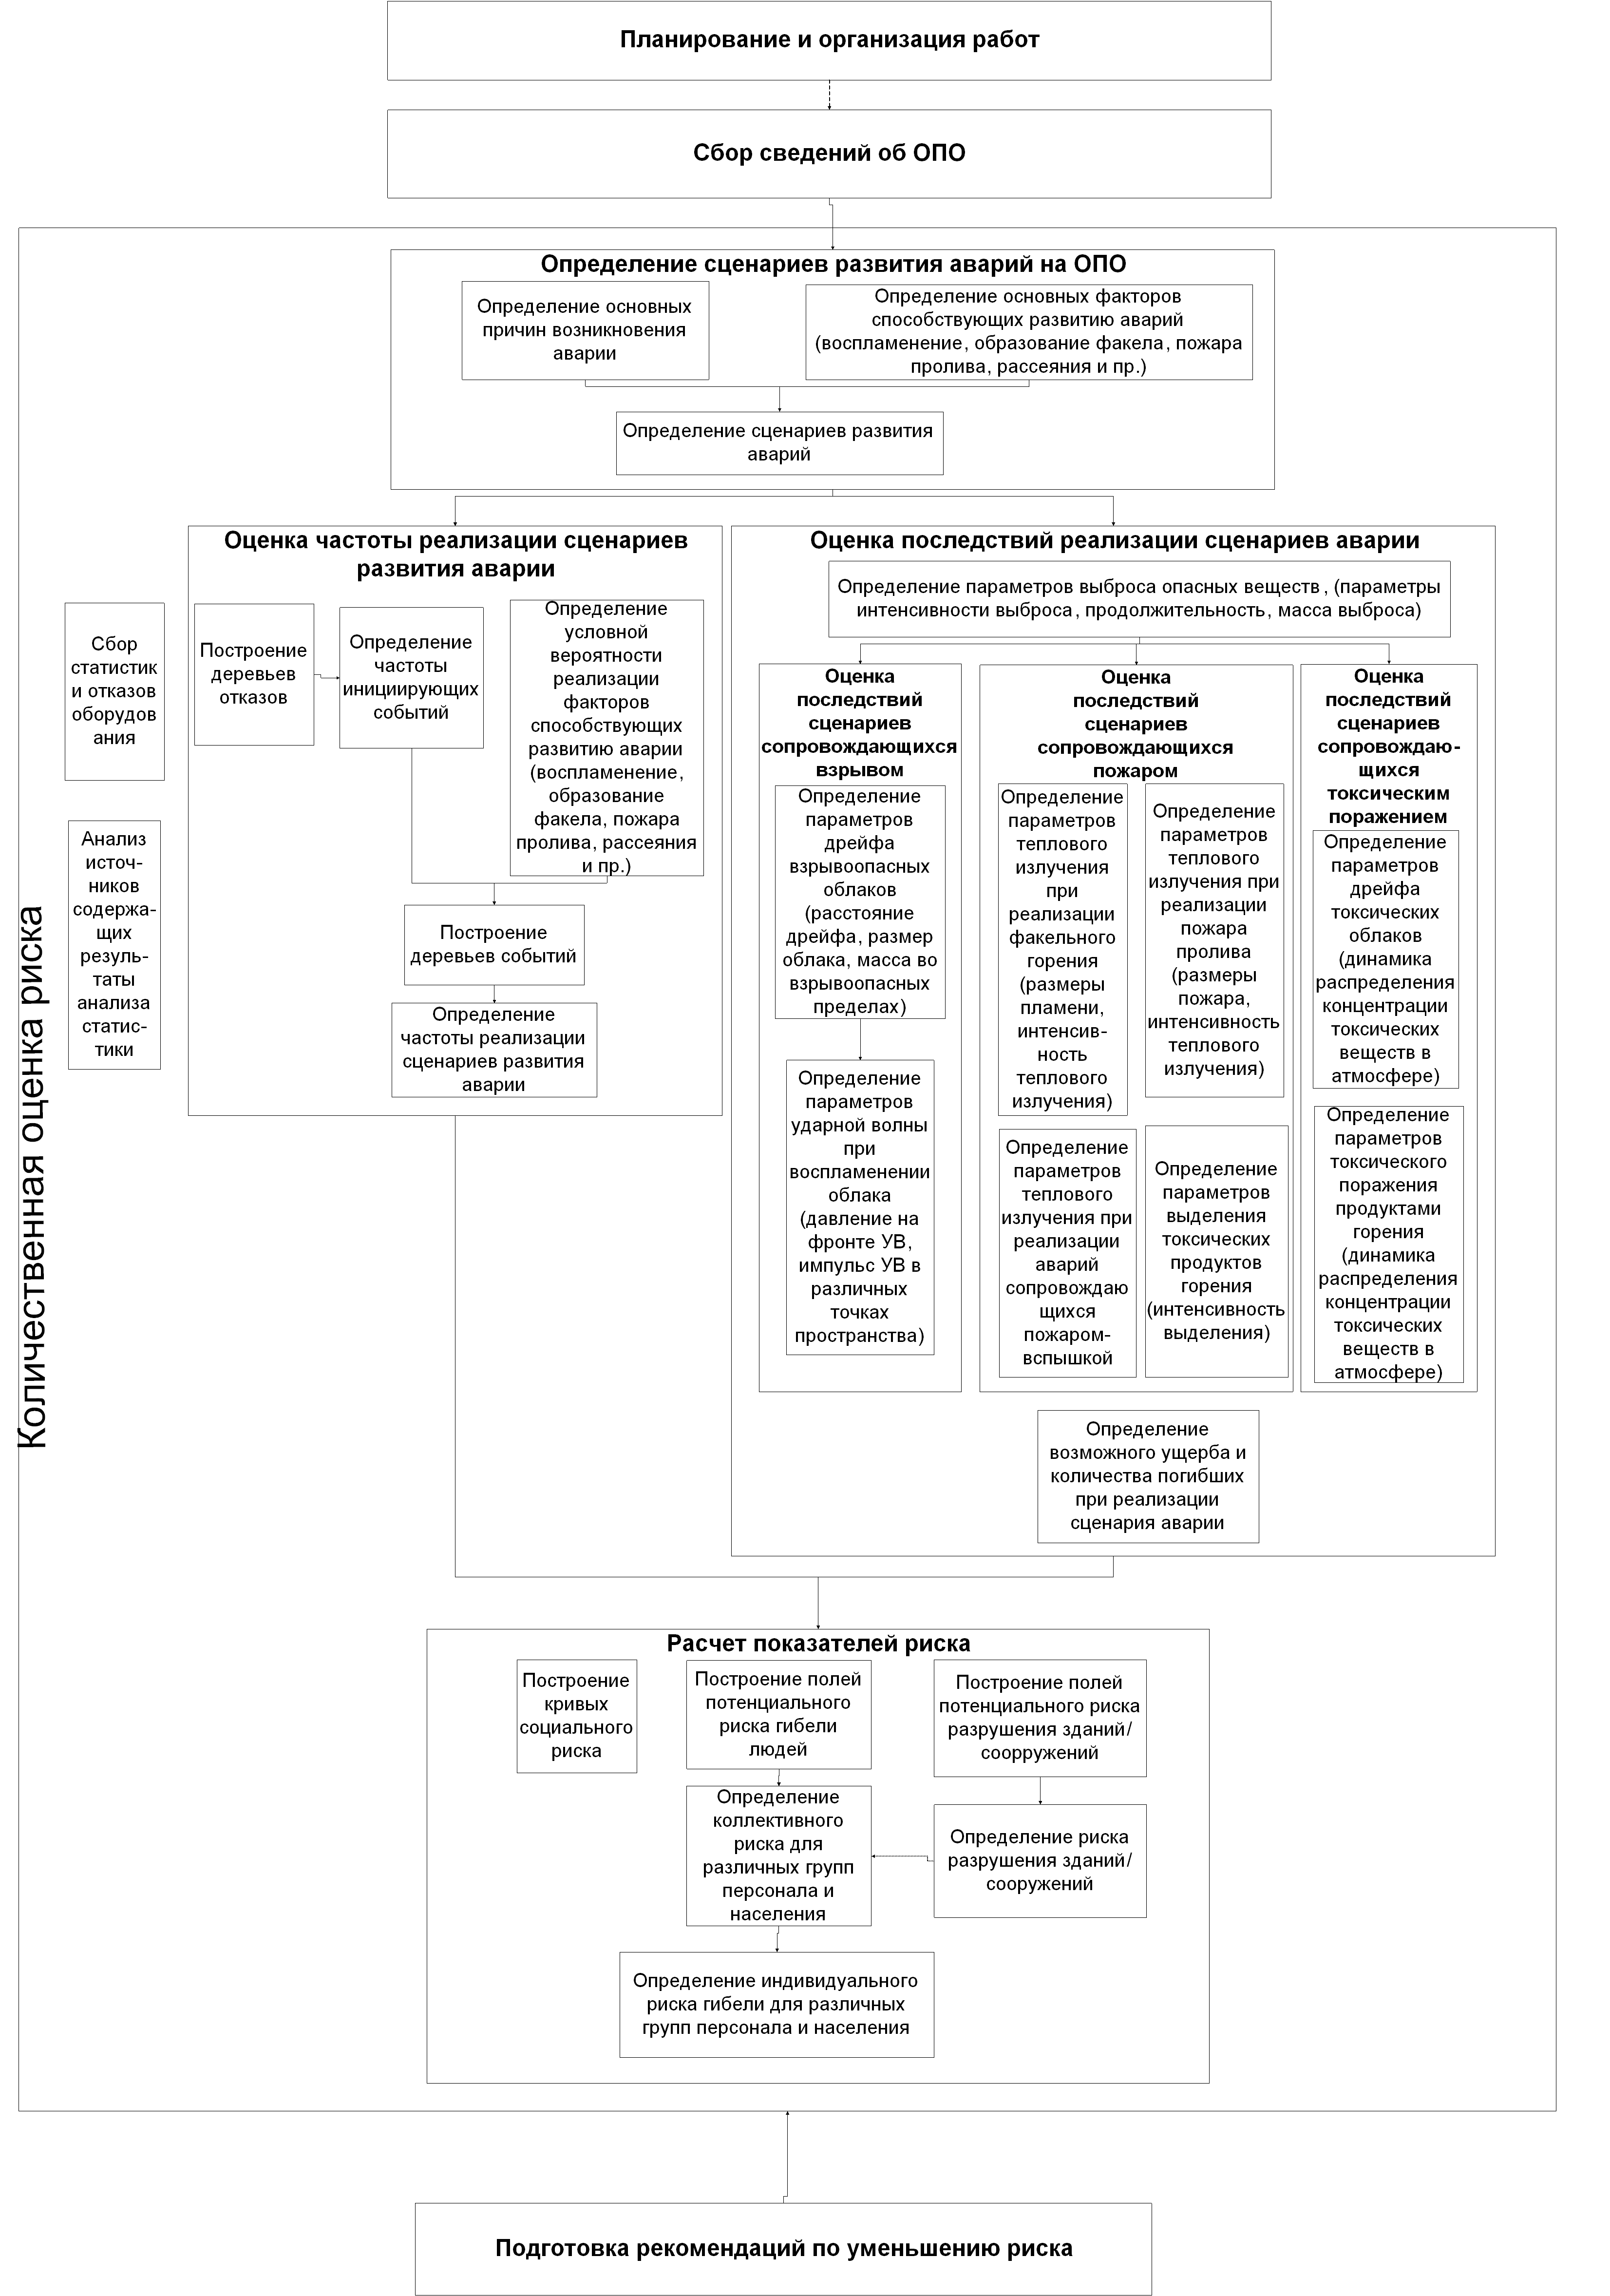 Планирование и организация работ
Сбор сведений об ОПО
Количественная оценка риска
Определение сценариев развития аварий на ОПО
Определение основных
причин возникновения
аварии
Определение основных факторов
способствующих развитию аварий
(воспламенение, образование факела, пожара
пролива, рассеяния и пр.)
Определение сценариев развития
аварий
Сбор
статистик
и отказов
оборудов
ания
Анализ
источ-
ников
содержа-
щих
резуль-
таты
анализа
статис-
тики
Оценка частоты реализации сценариев
развития аварии
Построение
деревьев
отказов
Определение
частоты
инициирующих
событий
Определение
условной
вероятности
реализации
факторов
способствующих
развитию аварии
(воспламенение,
образование
факела, пожара
пролива, рассеяния
и пр.)
Построение
деревьев событий
Определение
частоты реализации
сценариев развития
аварии
Оценка последствий реализации сценариев аварии
Определение параметров выброса опасных веществ, (параметры
интенсивности выброса, продолжительность, масса выброса)
Оценка
последствий
сценариев
сопровождающихся
взрывом
Определение
параметров
дрейфа
взрывоопасных
облаков
(расстояние
дрейфа, размер
облака, масса во
взрывоопасных
пределах)
Определение
параметров
ударной волны
при
воспламенении
облака
(давление на
фронте УВ,
импульс УВ в
различных
точках
пространства)
Оценка
последствий
сценариев
сопровождающихся
пожаром
Определение
параметров
теплового
излучения
при
реализации
факельного
горения
(размеры
пламени,
интенсив-
ность
теплового
излучения)
Определение
параметров
теплового
излучения при
реализации
пожара
пролива
(размеры
пожара,
интенсивность
теплового
излучения)
Определение
параметров
теплового
излучения при
реализации
аварий
сопровождаю
щихся
пожаром-
вспышкой
Определение
параметров
выделения
токсических
продуктов
горения
(интенсивность
выделения)
Оценка
последствий
сценариев
сопровождаю-
щихся
токсическим
поражением
Определение
параметров
дрейфа
токсических
облаков
(динамика
распределения
концентрации
токсических
веществ в
атмосфере)
Определение
параметров
токсического
поражения
продуктами
горения
(динамика
распределения
концентрации
токсических
веществ в
атмосфере)
Определение
возможного ущерба и
количества погибших
при реализации
сценария аварии
Расчет показателей риска
Построение
кривых
социального
риска
Построение полей
потенциального
риска гибели
людей
Построение полей
потенциального риска
разрушения зданий/
соорружений
Определение
коллективного
риска для
различных групп
персонала и
населения
Определение риска
разрушения зданий/
сооружений
Определение индивидуального
риска гибели для различных
групп персонала и населения
Подготовка рекомендаций по уменьшению риска